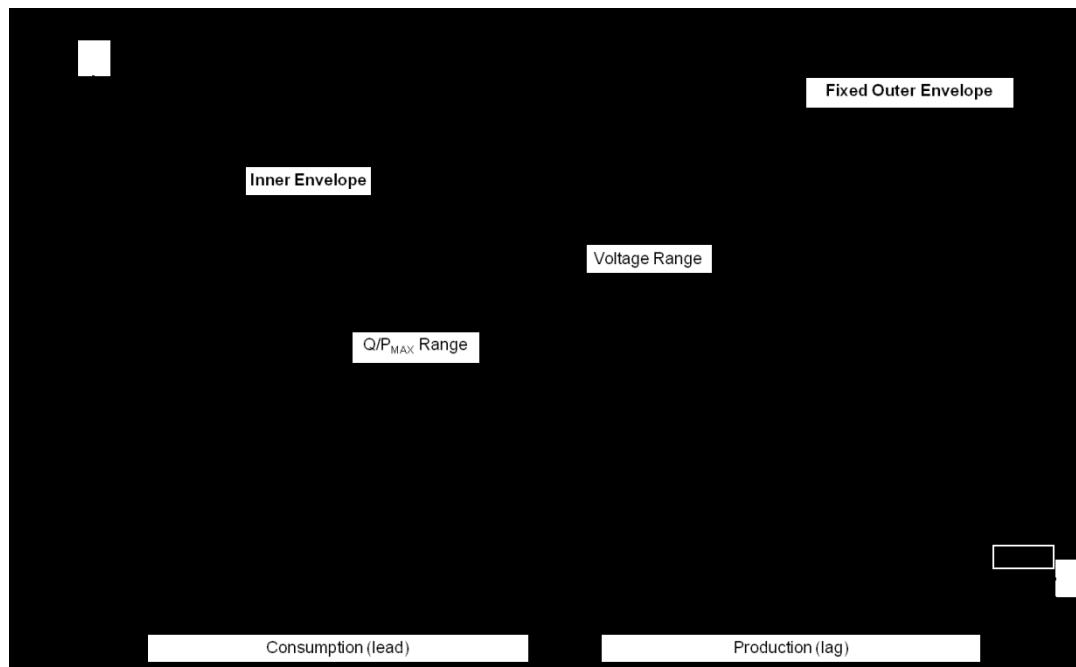 Fixed Outer Envelope
Inner Envelope
Voltage Range
Q/PMAX Range
Consumption (lead)
Production (lag)